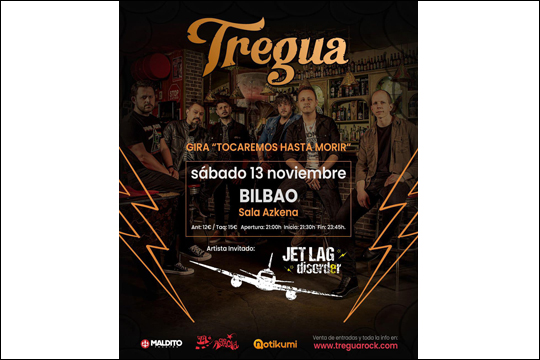 Tregua
GIRA "TOCAREMOS HASTA MORIR"
sábado 13 noviembre
BILBAO
Sala Azkena
Ant: 12€ / Taq: 15€ Apertura: 21:00h Inicio: 21:30h Fin: 23:45h.
Artista Invitado:
JET LAG
disorder
MALDITO
notikumi
Venta de entradas y toda la info en:
www.treguarock.com